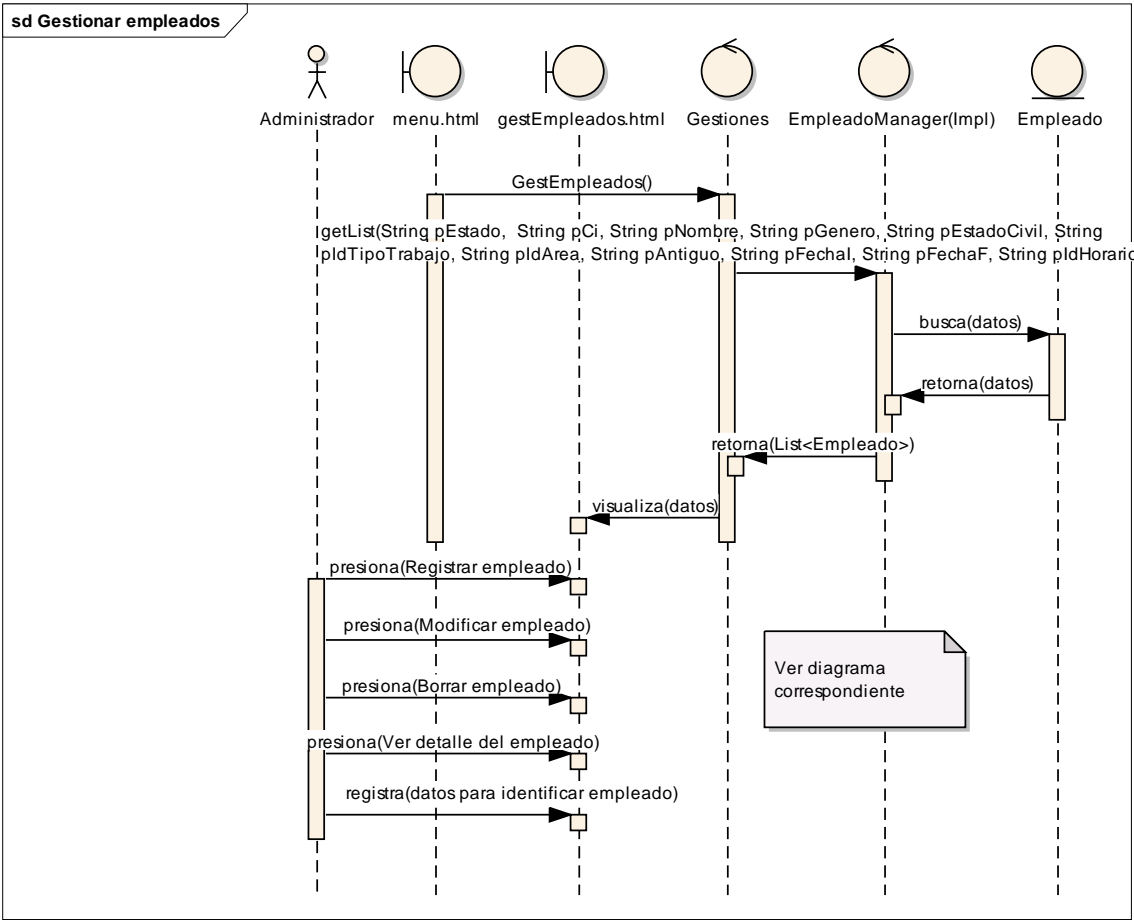 sd Gestionar empleados
Administrador
menu.html
gestEmpleados.html
Gestiones
EmpleadoManager(Impl)
Empleado
GestEmpleados()
getList(String pEstado, String pCi, String pNombre, String pGenero, String pEstadoCivil, String
pIdTipoTrabajo, String pIdArea, String pAntiguo, String pFechaI, String pFechaF, String pIdHorario
busca(datos)
retorna(datos)
retorna(List<Empleado>)
visualiza(datos)
presiona(Registrar empleado)
presiona(Modificar empleado)
presiona(Borrar empleado)
presiona(Ver detalle del empleado)
registra(datos para identificar empleado)
Ver diagrama
correspondiente